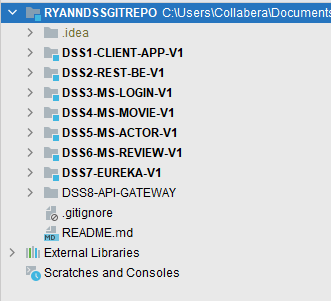 RYANNDSSGITREPO C:\Users\Collabera\Documents
.idea
DSS1-CLIENT-APP-V1
DSS2-REST-BE-V1
DSS3-MS-LOGIN-V1
DSS4-MS-MOVIE-V1
DSS5-MS-ACTOR-V1
DSS6-MS-REVIEW-V1
DSS7-EUREKA-V1
DSS8-API-GATEWAY
.gitignore
MD README.md
External Libraries
Scratches and Consoles